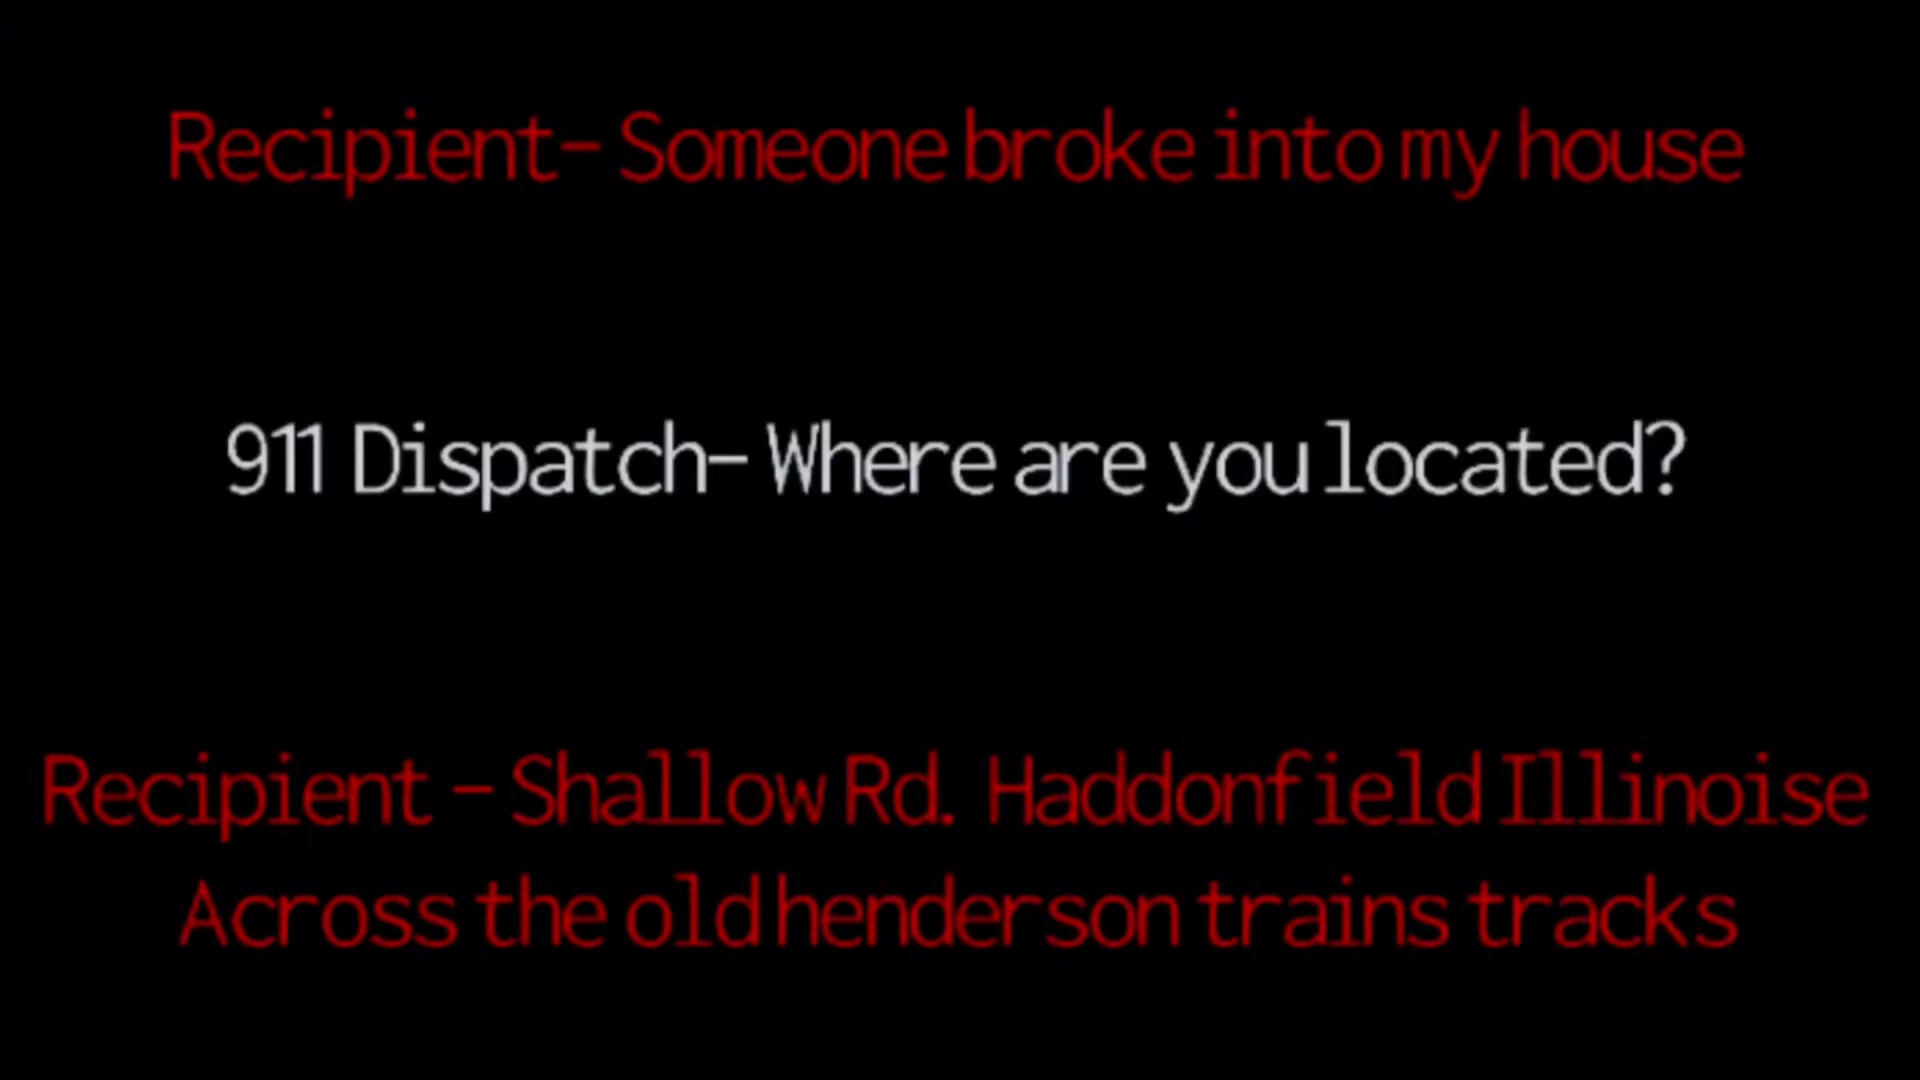 Recipient- Someone broke into my house
911 Dispatch- Where are you located?
Recipient - Shallow Rd. Haddonfield Illinoise
Across the old henderson trains tracks